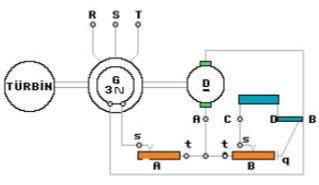 R S T
TÜRBİN
G
3~
D
A C D B
s t t s q
A B